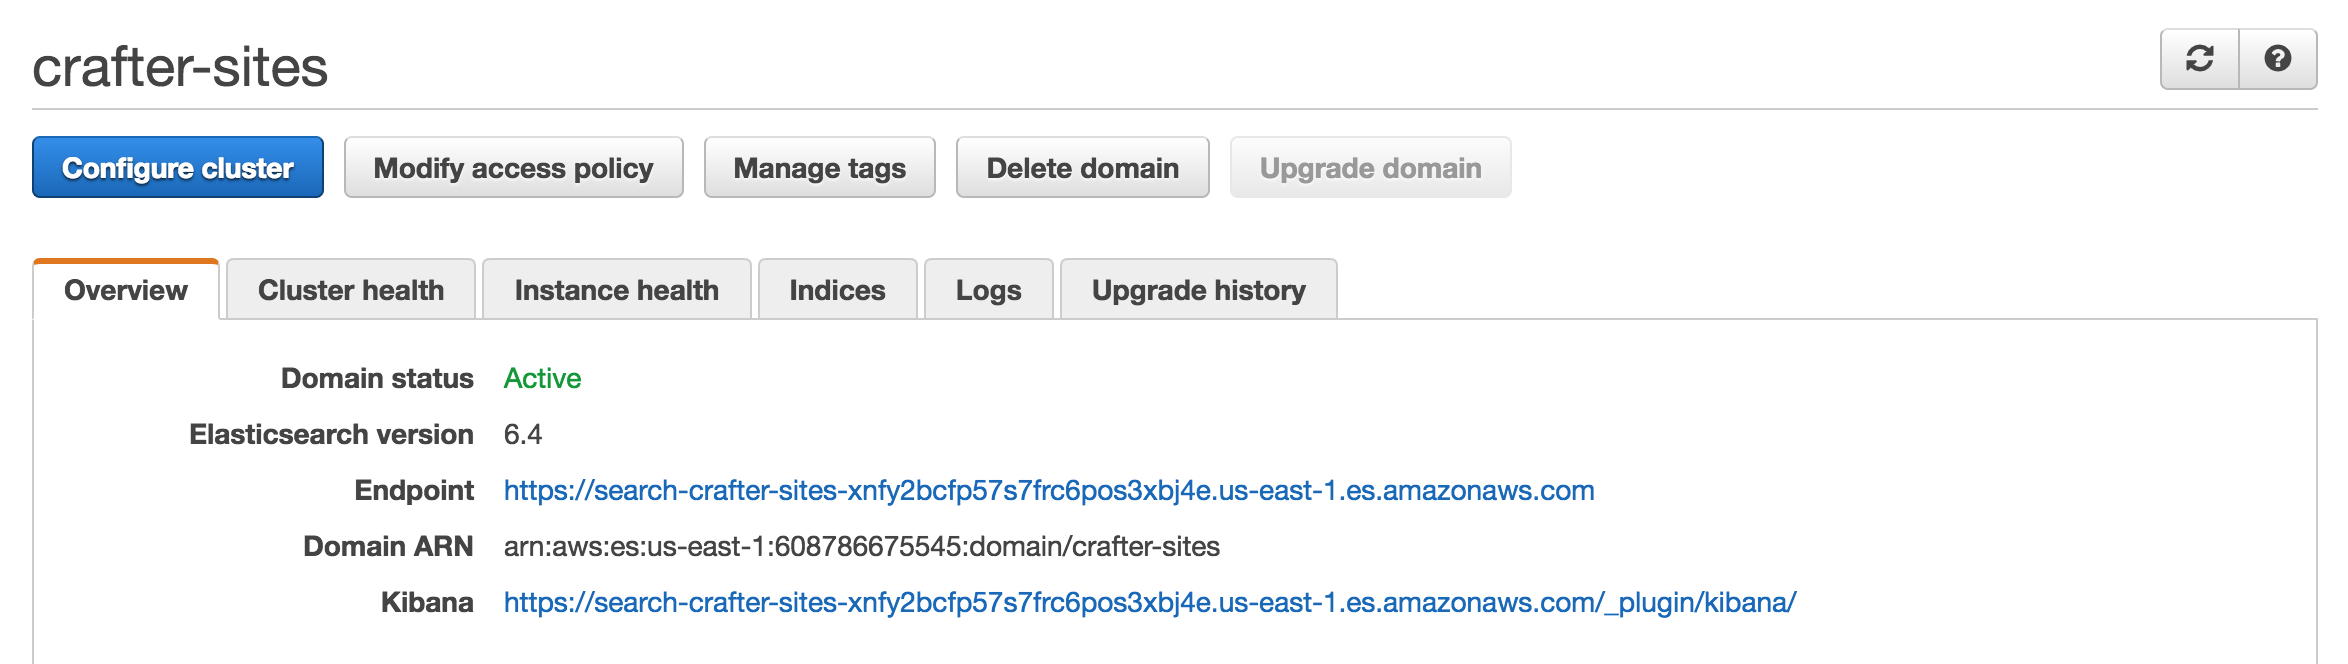 crafter-sites
Configure cluster Modify access policy Manage tags Delete domain Upgrade domain
Overview Cluster health Instance health Indices Logs Upgrade history
Domain status Active
Elasticsearch version 6.4
Endpoint https://search-crafter-sites-xnfy2bcfp57s7frc6pos3xbj4e.us-east-1.es.amazonaws.com
Domain ARN arn:aws:es:us-east-1:608786675545:domain/crafter-sites
Kibana https://search-crafter-sites-xnfy2bcfp57s7frc6pos3xbj4e.us-east-1.es.amazonaws.com/_plugin/kibana/